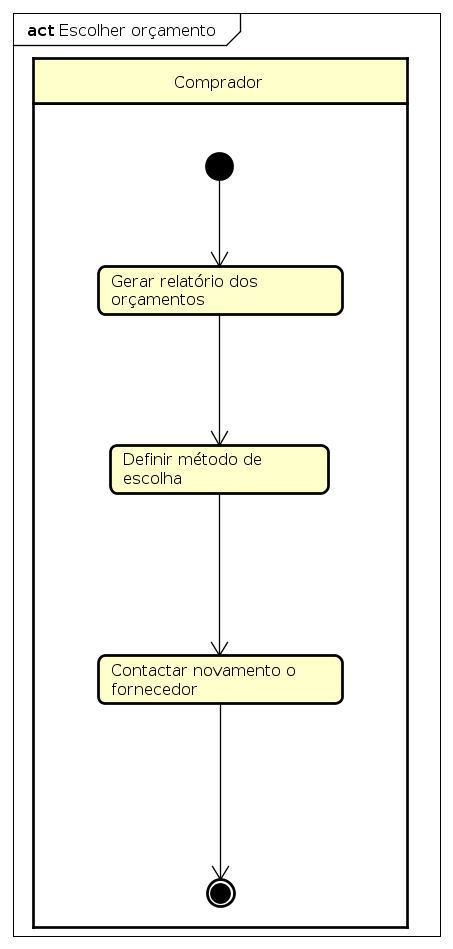 act Escolher orçamento
Comprador
Gerar relatório dos
orçamentos
Definir método de
escolha
Contactar novamento o
fornecedor